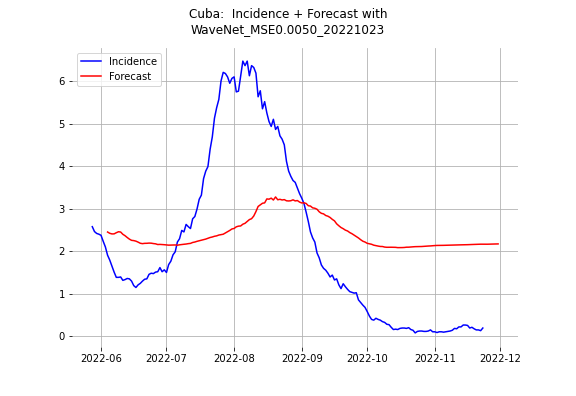 Cuba:  Incidence + Forecast with
WaveNet_MSE0.0050_20221023
Incidence
Forecast
6
5
4
3
2
1
0
2022-06 2022-07 2022-08 2022-09 2022-10 2022-11 2022-12